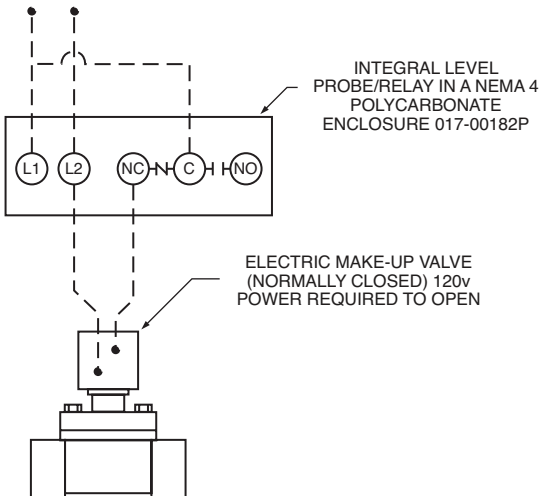 INTEGRAL LEVEL
PROBE/RELAY IN A NEMA 4
POLYCARBONATE
ENCLOSURE 017-00182P
L1 L2 NC C NO
ELECTRIC MAKE-UP VALVE
(NORMALLY CLOSED) 120v
POWER REQUIRED TO OPEN